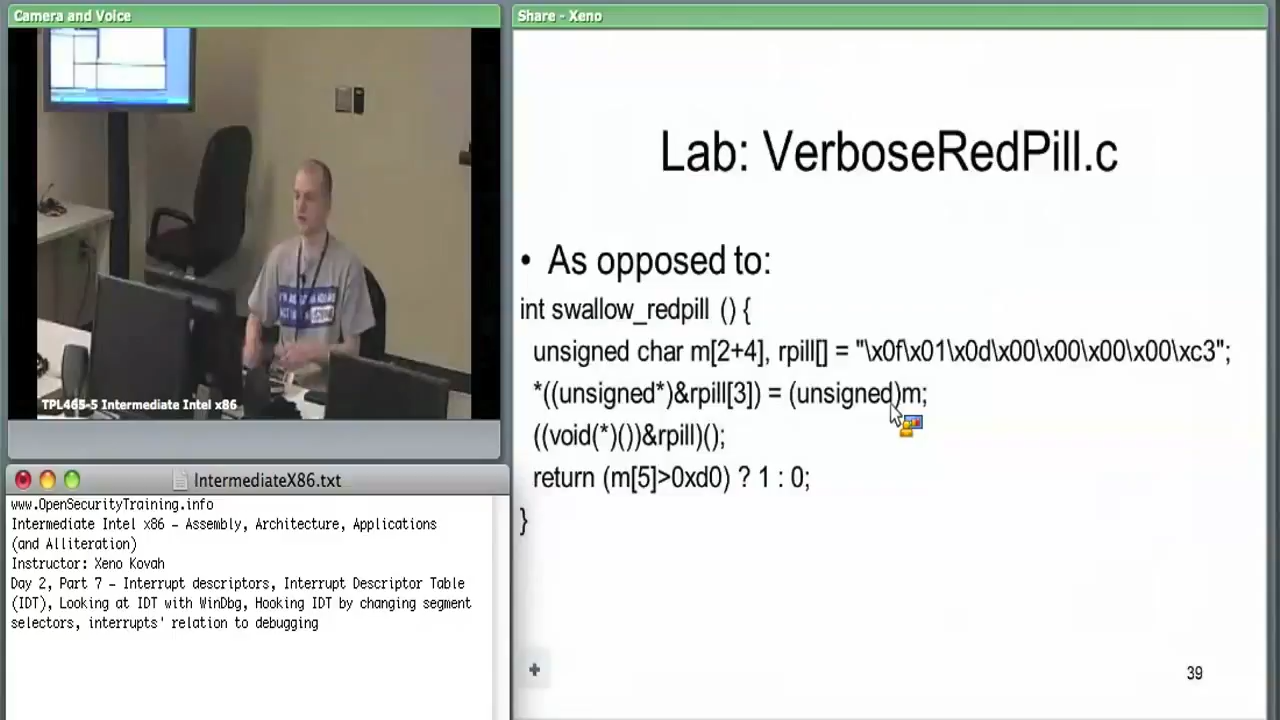 Camera and Voice
TPL465-5 Intermediate Intel x86
IntermediateX86.txt
www.OpenSecurityTraining.info
Intermediate Intel x86 – Assembly, Architecture, Applications
(and Alliteration)
Instructor: Xeno Kovah
Day 2, Part 7 – Interrupt descriptors, Interrupt Descriptor Table
(IDT), Looking at IDT with WinDbg, Hooking IDT by changing segment
selectors, interrupts' relation to debugging
Share - Xeno
Lab: VerboseRedPill.c
• As opposed to:
int swallow_redpill () {
unsigned char m[2+4], rpill[] = "\x0f\x01\x0d\x00\x00\x00\x00\xc3";
*((unsigned*)&rpill[3]) = (unsigned)m;
((void(*)())&rpill)();
return (m[5]>0xd0) ? 1 : 0;
}
39